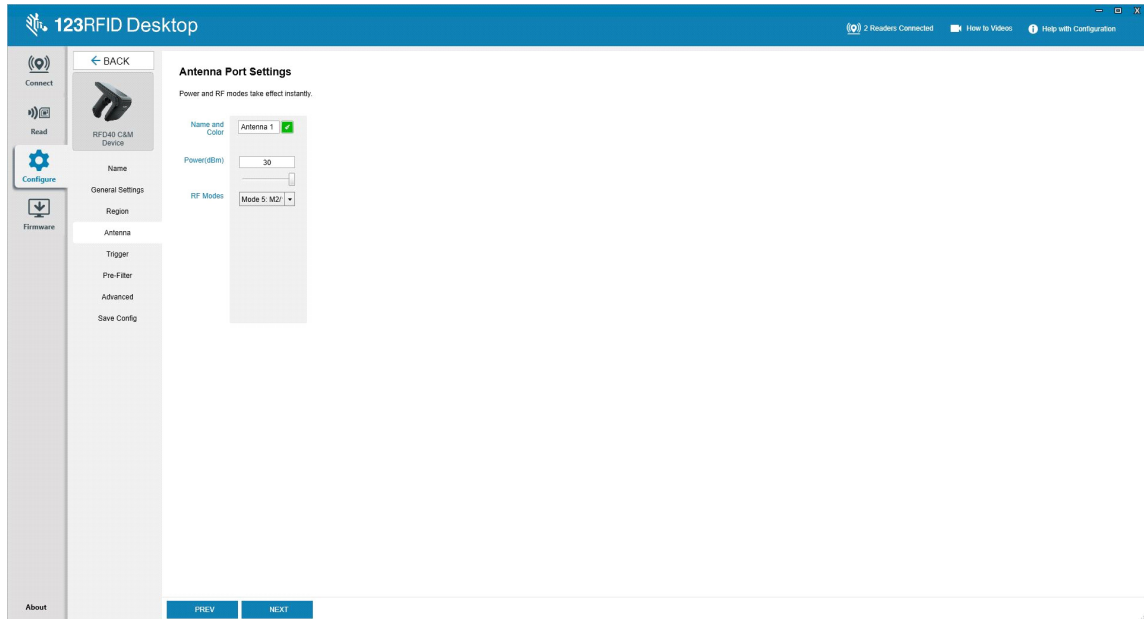 123RFID Desktop
2 Readers Connected
How to Videos
Help with Configuration
Connect
Read
Configure
Firmware
About
BACK
RFD40 C&M
Device
Name
General Settings
Region
Antenna
Trigger
Pre-Filter
Advanced
Save Config
Antenna Port Settings
Power and RF modes take effect instantly.
Name and
Color
Antenna 1
Power(dBm)
30
RF Modes
Mode 5: M2/
PREV
NEXT